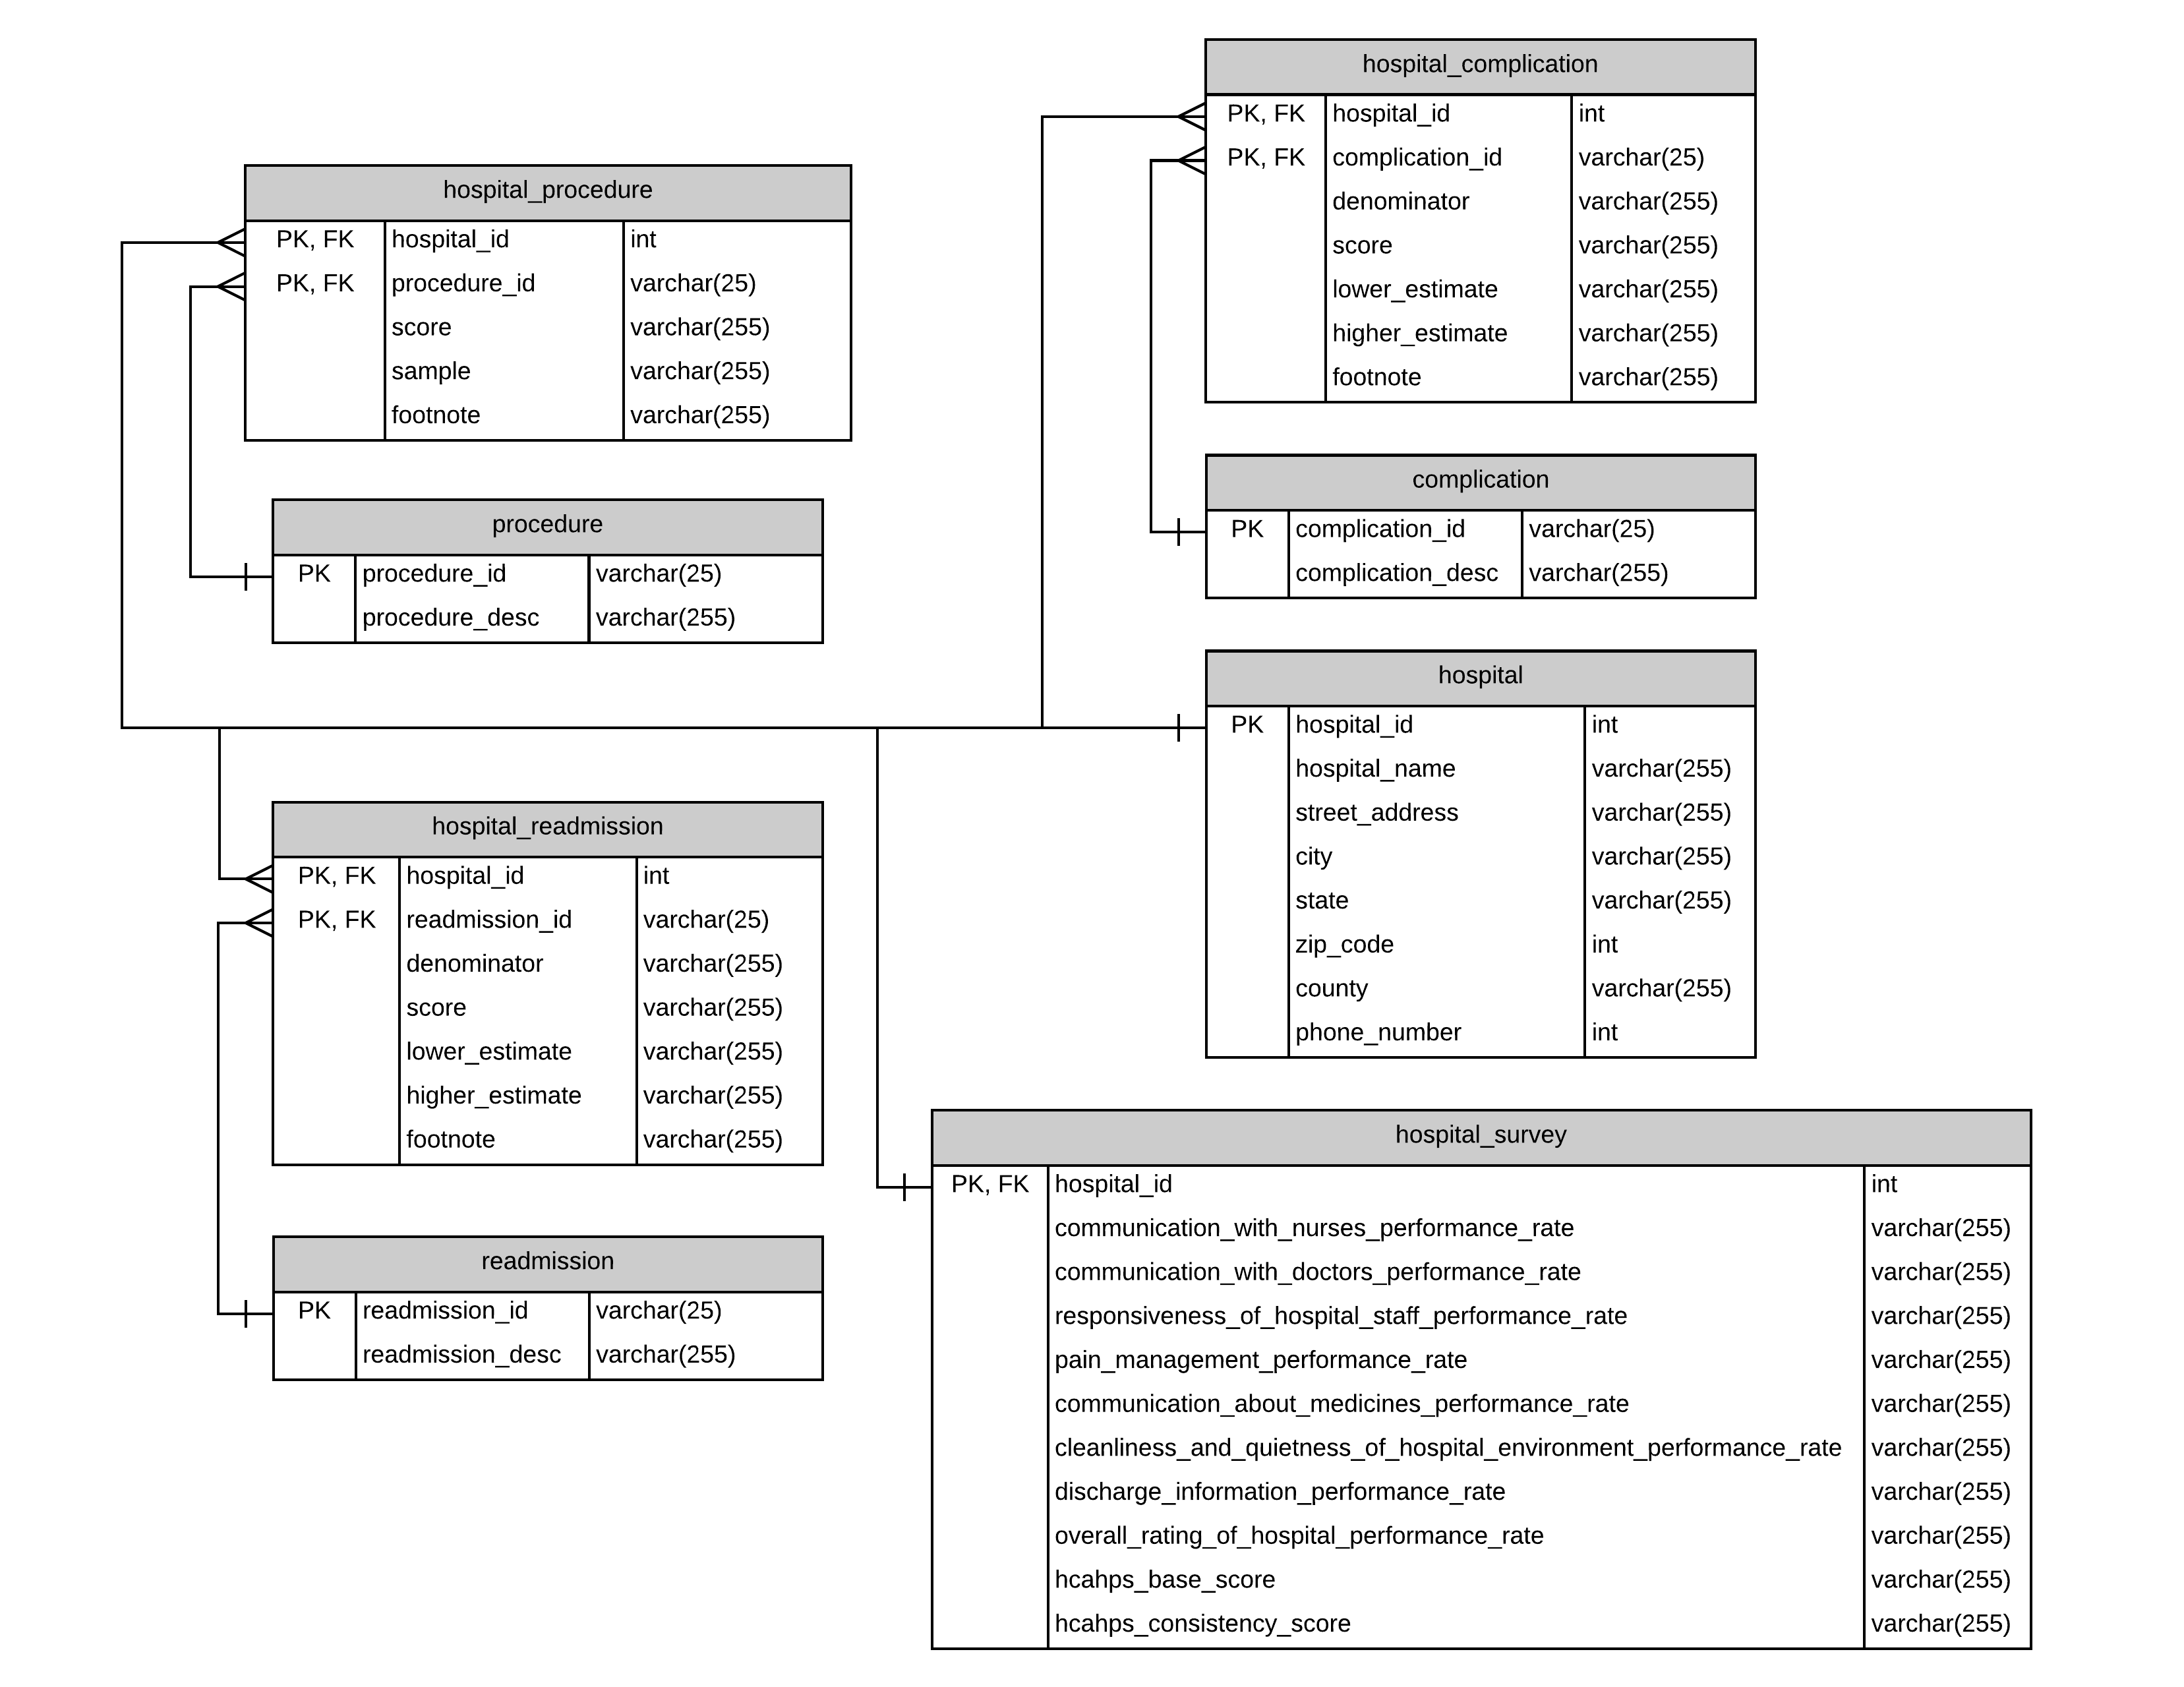 hospital_procedure
PK, FK hospital_id int
PK, FK procedure_id varchar(25)
score varchar(255)
sample varchar(255)
footnote varchar(255)
procedure
PK procedure_id varchar(25)
procedure_desc varchar(255)
hospital_readmission
PK, FK hospital_id int
PK, FK readmission_id varchar(25)
denominator varchar(255)
score varchar(255)
lower_estimate varchar(255)
higher_estimate varchar(255)
footnote varchar(255)
readmission
PK readmission_id varchar(25)
readmission_desc varchar(255)
hospital_complication
PK, FK hospital_id int
PK, FK complication_id varchar(25)
denominator varchar(255)
score varchar(255)
lower_estimate varchar(255)
higher_estimate varchar(255)
footnote varchar(255)
complication
PK complication_id varchar(25)
complication_desc varchar(255)
hospital
PK hospital_id int
hospital_name varchar(255)
street_address varchar(255)
city varchar(255)
state varchar(255)
zip_code int
county varchar(255)
phone_number int
hospital_survey
PK, FK hospital_id int
communication_with_nurses_performance_rate varchar(255)
communication_with_doctors_performance_rate varchar(255)
responsiveness_of_hospital_staff_performance_rate varchar(255)
pain_management_performance_rate varchar(255)
communication_about_medicines_performance_rate varchar(255)
cleanliness_and_quietness_of_hospital_environment_performance_rate varchar(255)
discharge_information_performance_rate varchar(255)
overall_rating_of_hospital_performance_rate varchar(255)
hcahps_base_score varchar(255)
hcahps_consistency_score varchar(255)